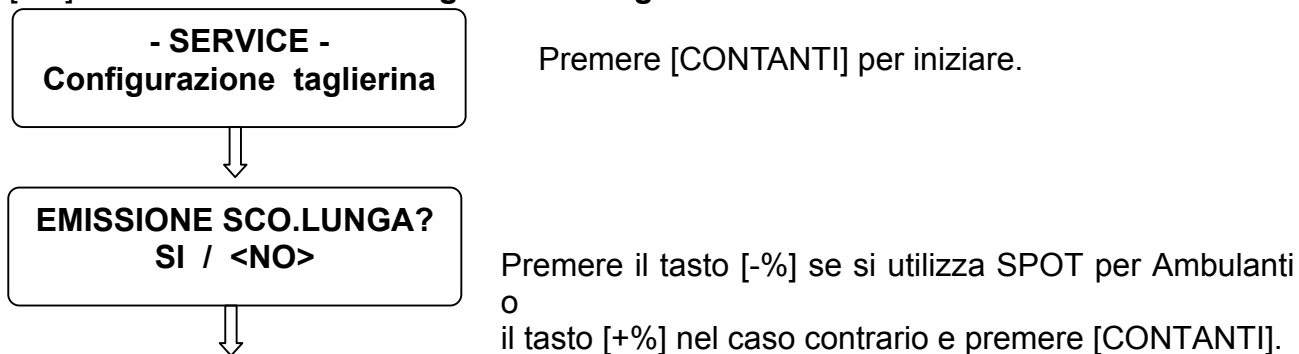 - SERVICE -
Configurazione taglierina
Premere [CONTANTI] per iniziare.
EMISSIONE SCO.LUNGA?
SI / <NO>
Premere il tasto [-%] se si utilizza SPOT per Ambulanti
o
il tasto [+%] nel caso contrario e premere [CONTANTI].